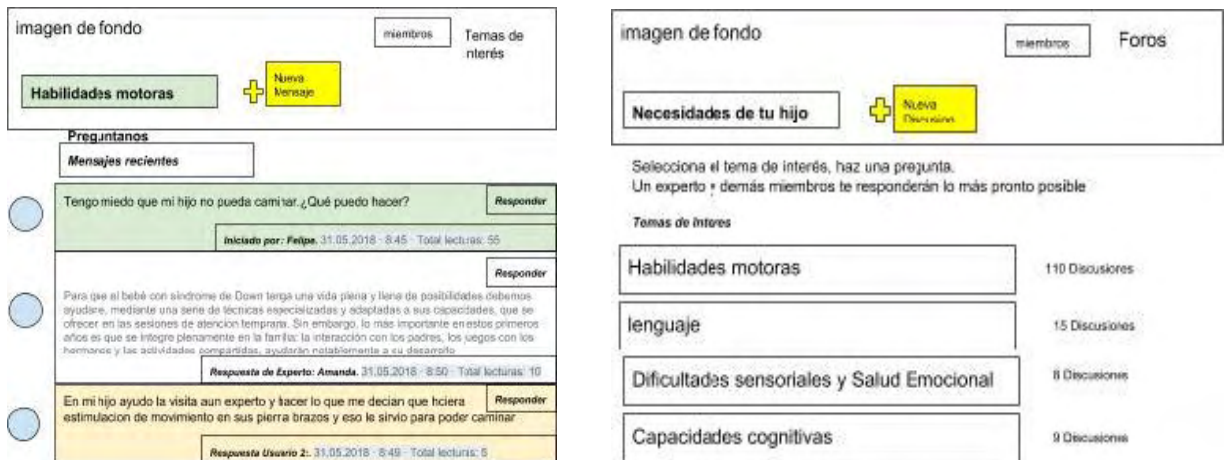 imagen de fondo
miembros
Temas de
nterés
Habilidades motoras
Nueva
Mensaje
Preguntanos
Mensajes recientes
Tengo miedo que mi hijo no pueda caminar.¿Qué puedo hacer?
Responder
Iniciado por: Felipe. 31.05.2018 - 8:45 - Total lecturas: 55
Responder
Para que el bebé con síndrome de Down tenga una vida plena y llena de posibilidades debemos
ayudare, mediante una serie de técnicas especializadas y adaptadas a sus capacidades, que se
ofrecer en las sesiones de atencion temprana. Sin embargo, lo mas importante en estos primeros
años es que se integre plenamente en la familia: la interacción con los padres, los juegos con los
hermanos y las actividades compartidas, ayudarán notablemente a su desarrollo
Respuesta de Experto: Amanda. 31.05.2018 - 8:50 - Total lecturas: 10
En mi hijo ayudo la visita aun experto y hacer lo que me decian que hciera
Responder
estimulacion de movimiento en sus pierra brazos y eso le sirvio para poder caminar
Respuesta Usuario 2:. 31.05.2018 - 8:49 - Total lecturas: 5
imagen de fondo
miembros
Foros
Necesidades de tu hijo
Nueva
Discusion
Selecciona el tema de interés, haz una pregunta.
Un experto y demás miembros te responderán lo más pronto posible
Temas de Interes
Habilidades motoras
110 Discusiones
lenguaje
15 Discusiones
Dificultades sensoriales y Salud Emocional
8 Discusiones
Capacidades cognitivas
9 Discusiones